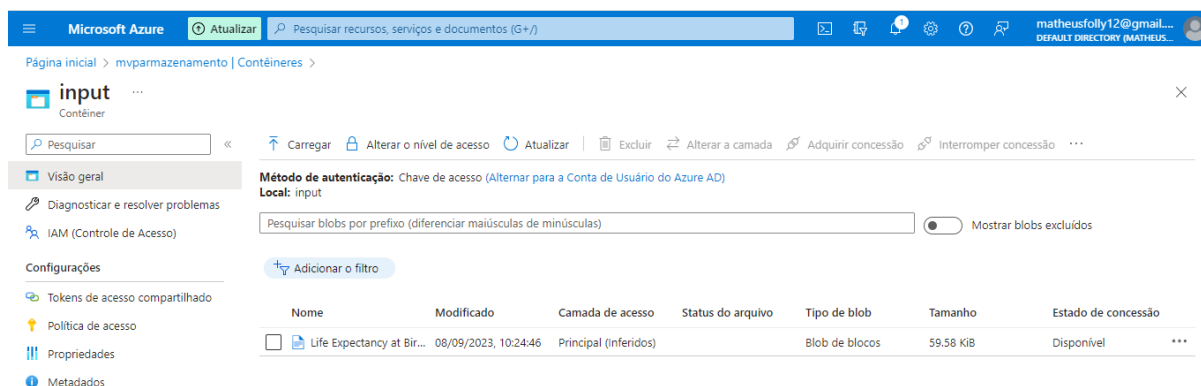 Microsoft Azure Atualizar Pesquisar recursos, serviços e documentos (G+/) 1 matheusfolly12@gmail....
DEFAULT DIRECTORY (MATHEUS...
Página inicial > mvparmazenamento | Contêineres >
input ...
Contêiner
Pesquisar « Carregar Alterar o nível de acesso Atualizar Excluir Alterar a camada Adquirir concessão Interromper concessão ...
Visão geral
Diagnosticar e resolver problemas
IAM (Controle de Acesso)
Configurações
Tokens de acesso compartilhado
Política de acesso
Propriedades
Metadados
Método de autenticação: Chave de acesso (Alternar para a Conta de Usuário do Azure AD)
Local: input
Pesquisar blobs por prefixo (diferenciar maiúsculas de minúsculas) Mostrar blobs excluídos
Adicionar o filtro
Nome Modificado Camada de acesso Status do arquivo Tipo de blob Tamanho Estado de concessão
Life Expectancy at Bir... 08/09/2023, 10:24:46 Principal (Inferidos) Blob de blocos 59.58 KiB Disponível ...